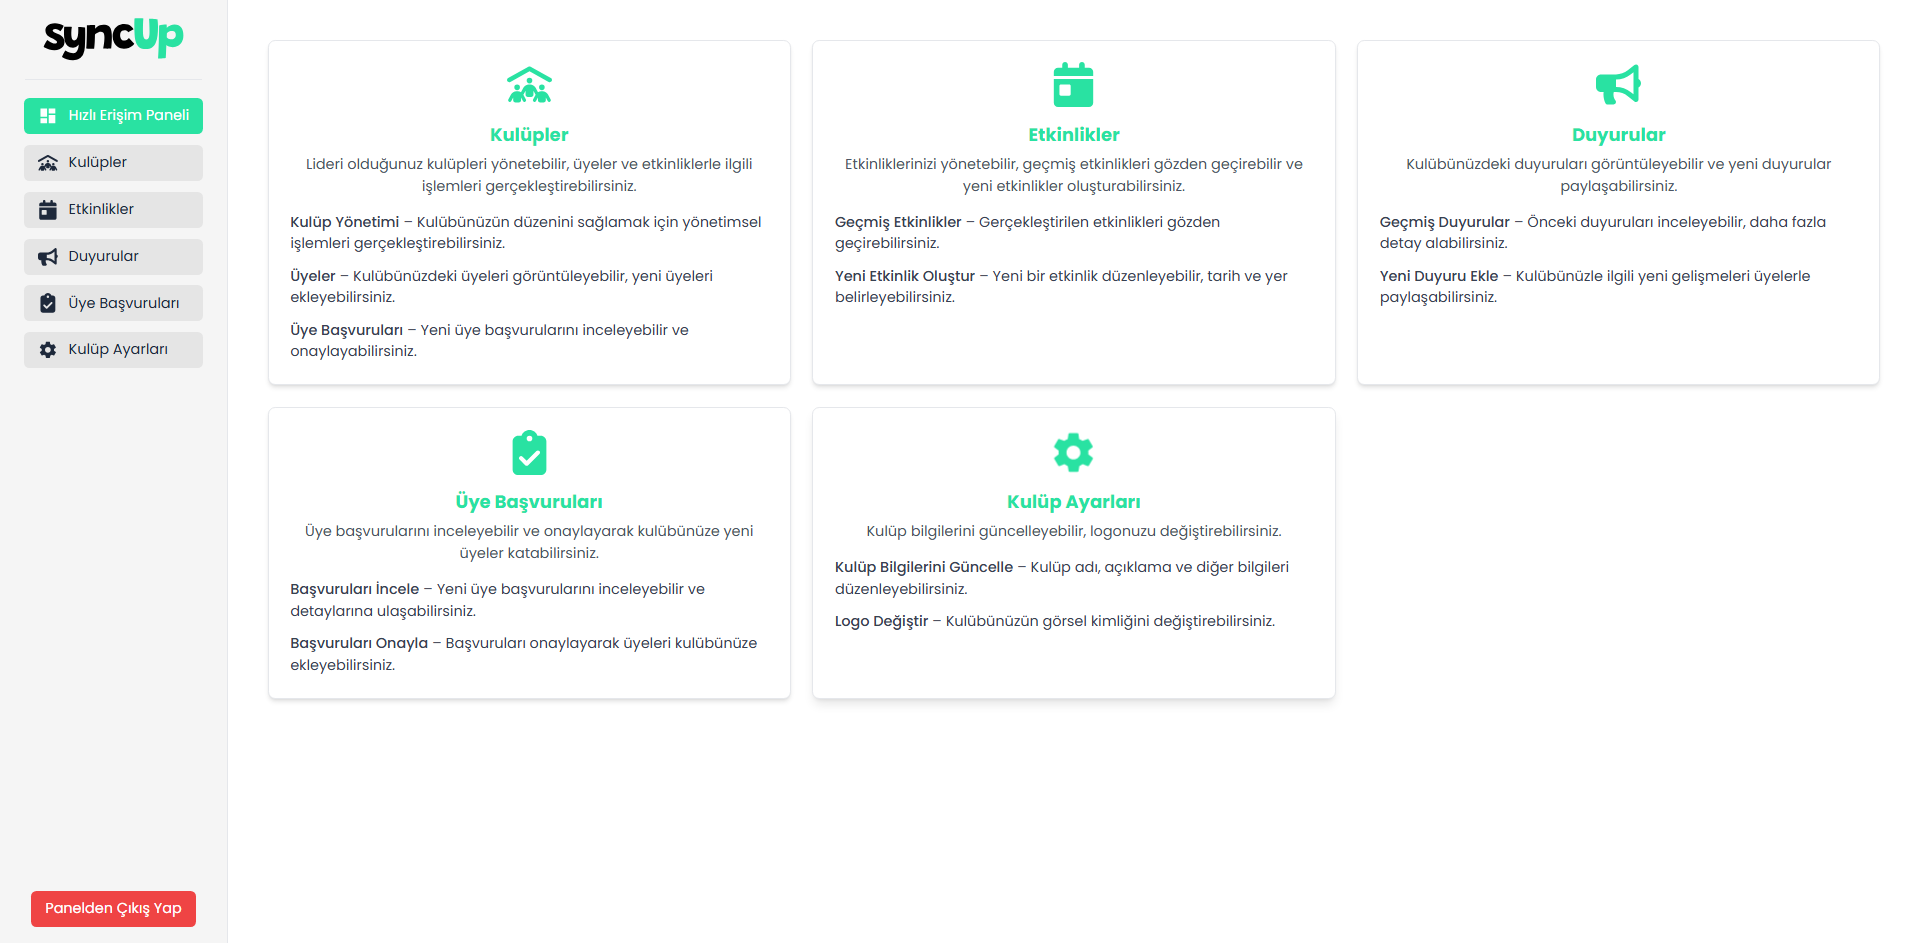 syncUp
Hızlı Erişim Paneli
Kulüpler
Etkinlikler
Duyurular
Üye Başvuruları
Kulüp Ayarları
Panelden Çıkış Yap
Kulüpler
Lideri olduğunuz kulüpleri yönetebilir, üyeler ve etkinliklerle ilgili
işlemleri gerçekleştirebilirsiniz.
Kulüp Yönetimi – Kulübünüzün düzenini sağlamak için yönetimsel
işlemleri gerçekleştirebilirsiniz.
Üyeler – Kulübünüzdeki üyeleri görüntüleyebilir, yeni üyeleri
ekleyebilirsiniz.
Üye Başvuruları – Yeni üye başvurularını inceleyebilir ve
onaylayabilirsiniz.
Etkinlikler
Etkinliklerinizi yönetebilir, geçmiş etkinlikleri gözden geçirebilir ve
yeni etkinlikler oluşturabilirsiniz.
Geçmiş Etkinlikler – Gerçekleştirilen etkinlikleri gözden
geçirebilirsiniz.
Yeni Etkinlik Oluştur – Yeni bir etkinlik düzenleyebilir, tarih ve yer
belirleyebilirsiniz.
Duyurular
Kulübünüzdeki duyuruları görüntüleyebilir ve yeni duyurular
paylaşabilirsiniz.
Geçmiş Duyurular – Önceki duyuruları inceleyebilir, daha fazla
detay alabilirsiniz.
Yeni Duyuru Ekle – Kulübünüzle ilgili yeni gelişmeleri üyelerle
paylaşabilirsiniz.
Üye Başvuruları
Üye başvurularını inceleyebilir ve onaylayarak kulübünüze yeni
üyeler katabilirsiniz.
Başvuruları İncele – Yeni üye başvurularını inceleyebilir ve
detaylarına ulaşabilirsiniz.
Başvuruları Onayla – Başvuruları onaylayarak üyeleri kulübünüze
ekleyebilirsiniz.
Kulüp Ayarları
Kulüp bilgilerini güncelleyebilir, logonuzu değiştirebilirsiniz.
Kulüp Bilgilerini Güncelle – Kulüp adı, açıklama ve diğer bilgileri
düzenleyebilirsiniz.
Logo Değiştir – Kulübünüzün görsel kimliğini değiştirebilirsiniz.